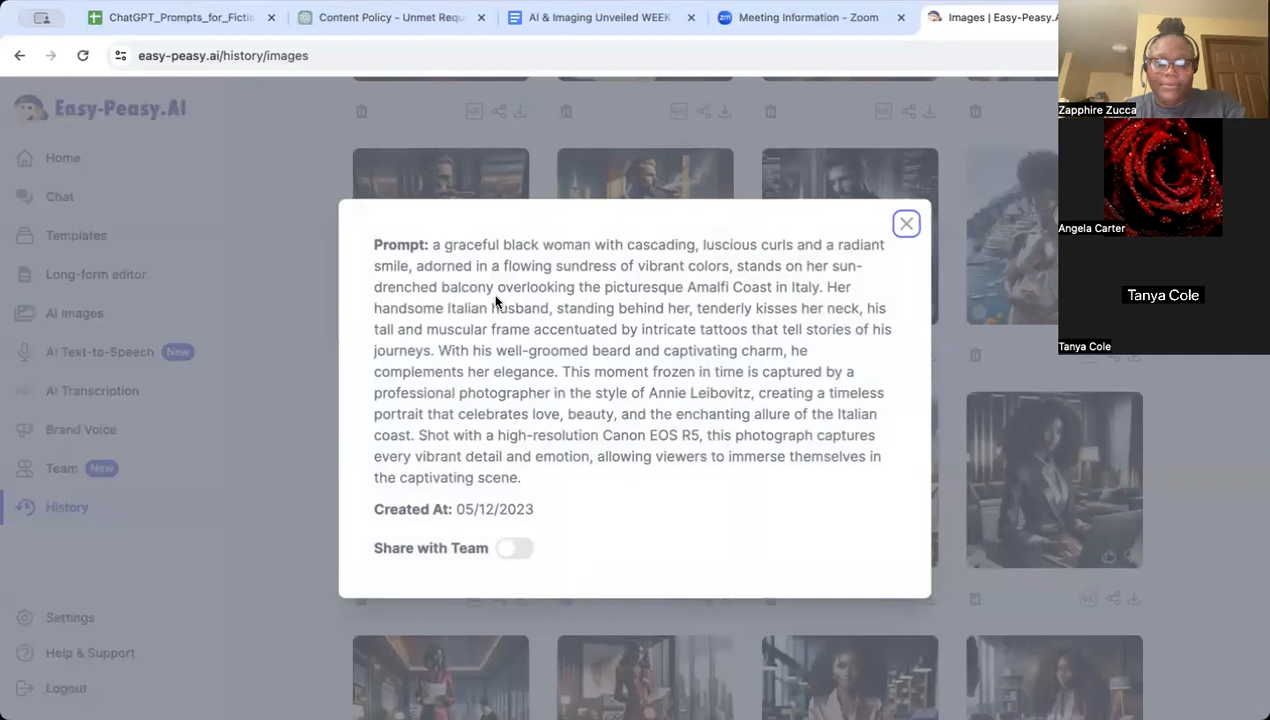 ChatGPT_Prompts_for_Fictio
Content Policy - Unmet Requ
AI & Imaging Unveiled WEEK
Meeting Information - Zoom
Images | Easy-Peasy.A
easy-peasy.ai/history/images
Easy-Peasy.AI
Home
Chat
Templates
Long-form editor
AI Images
AI Text-to-Speech New
AI Transcription
Brand Voice
Team New
History
Settings
Help & Support
Logout
Prompt: a graceful black woman with cascading, luscious curls and a radiant
smile, adorned in a flowing sundress of vibrant colors, stands on her sun-
drenched balcony overlooking the picturesque Amalfi Coast in Italy. Her
handsome Italian husband, standing behind her, tenderly kisses her neck, his
tall and muscular frame accentuated by intricate tattoos that tell stories of his
journeys. With his well-groomed beard and captivating charm, he
complements her elegance. This moment frozen in time is captured by a
professional photographer in the style of Annie Leibovitz, creating a timeless
portrait that celebrates love, beauty, and the enchanting allure of the Italian
coast. Shot with a high-resolution Canon EOS R5, this photograph captures
every vibrant detail and emotion, allowing viewers to immerse themselves in
the captivating scene.
Created At: 05/12/2023
Share with Team
Zapphire Zucca
Angela Carter
Tanya Cole
Tanya Cole